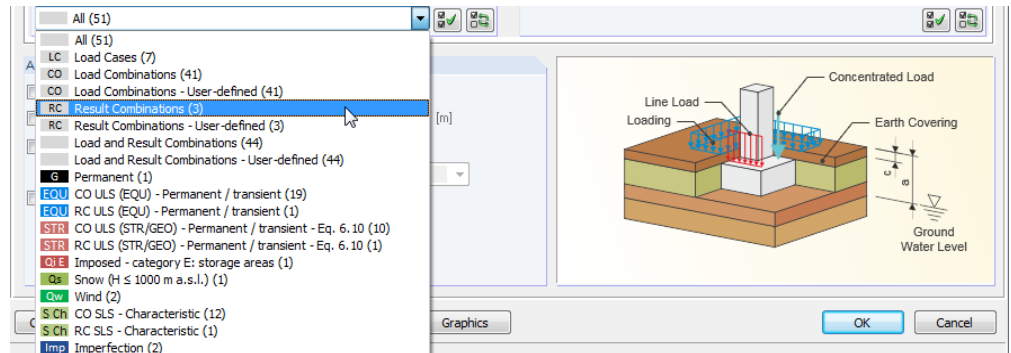 All (51)
All (51)
LC Load Cases (7)
CO Load Combinations (41)
CO Load Combinations - User-defined (41)
RC Result Combinations (3)
RC Result Combinations - User-defined (3)
Load and Result Combinations (44)
Load and Result Combinations - User-defined (44)
G Permanent (1)
EQU CO ULS (EQU) - Permanent / transient (19)
EQU RC ULS (EQU) - Permanent / transient (1)
STR CO ULS (STR/GEO) - Permanent / transient - Eq. 6.10 (10)
STR RC ULS (STR/GEO) - Permanent / transient - Eq. 6.10 (1)
Qi E Imposed - category E: storage areas (1)
Qs Snow (H ≤ 1000 m a.s.l.) (1)
Qw Wind (2)
S Ch CO SLS - Characteristic (12)
S Ch RC SLS - Characteristic (1)
Imp Imperfection (2)
A
[m]
Concentrated Load
Line Load
Loading
Earth Covering
c
a
Ground
Water Level
Graphics
OK
Cancel